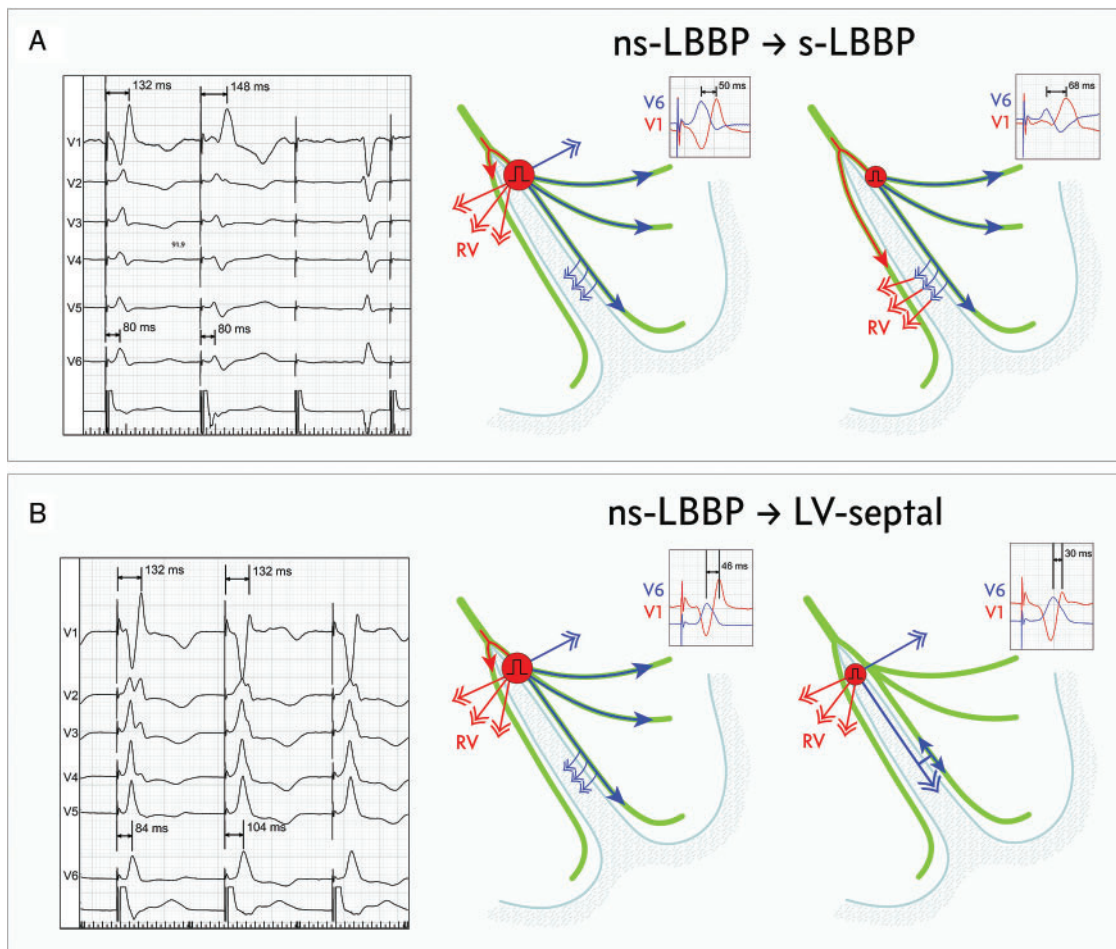 A
ns-LBBP → s-LBBP
132 ms
148 ms
V1
V2
V3
91.9
V4
V5
80 ms
80 ms
V6
50 ms
V6
V1
RV
68 ms
V6
V1
RV
B
ns-LBBP → LV-septal
132 ms
132 ms
V1
V2
V3
V4
V5
84 ms
104 ms
V6
46 ms
V6
V1
RV
30 ms
V6
V1
RV